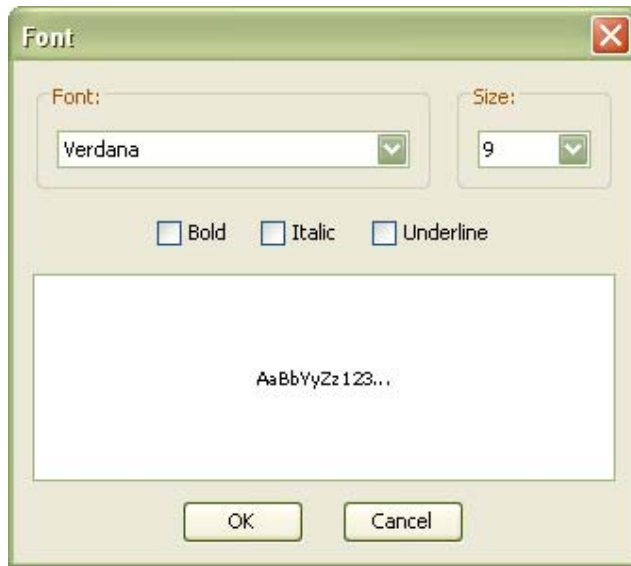 Font
Font: Size:
Verdana 9
Bold Italic Underline
AaBbYyZz123...
OK Cancel